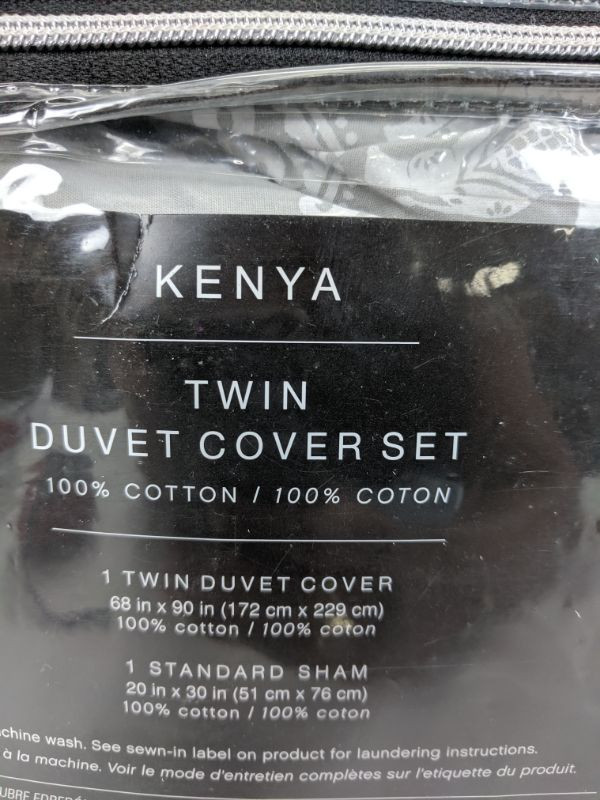 KENYA
TWIN
DUVET COVER SET
100% COTTON / 100% COTON
1 TWIN DUVET COVER
68 in x 90 in (172 cm x 229 cm)
100% cotton / 100% coton
1 STANDARD SHAM
20 in x 30 in (51 cm x 76 cm)
100% cotton / 100% coton
chine wash. See sewn-in label on product for laundering instructions.
à la machine. Voir le mode d'entretien complètes sur l'etiquette du produit.